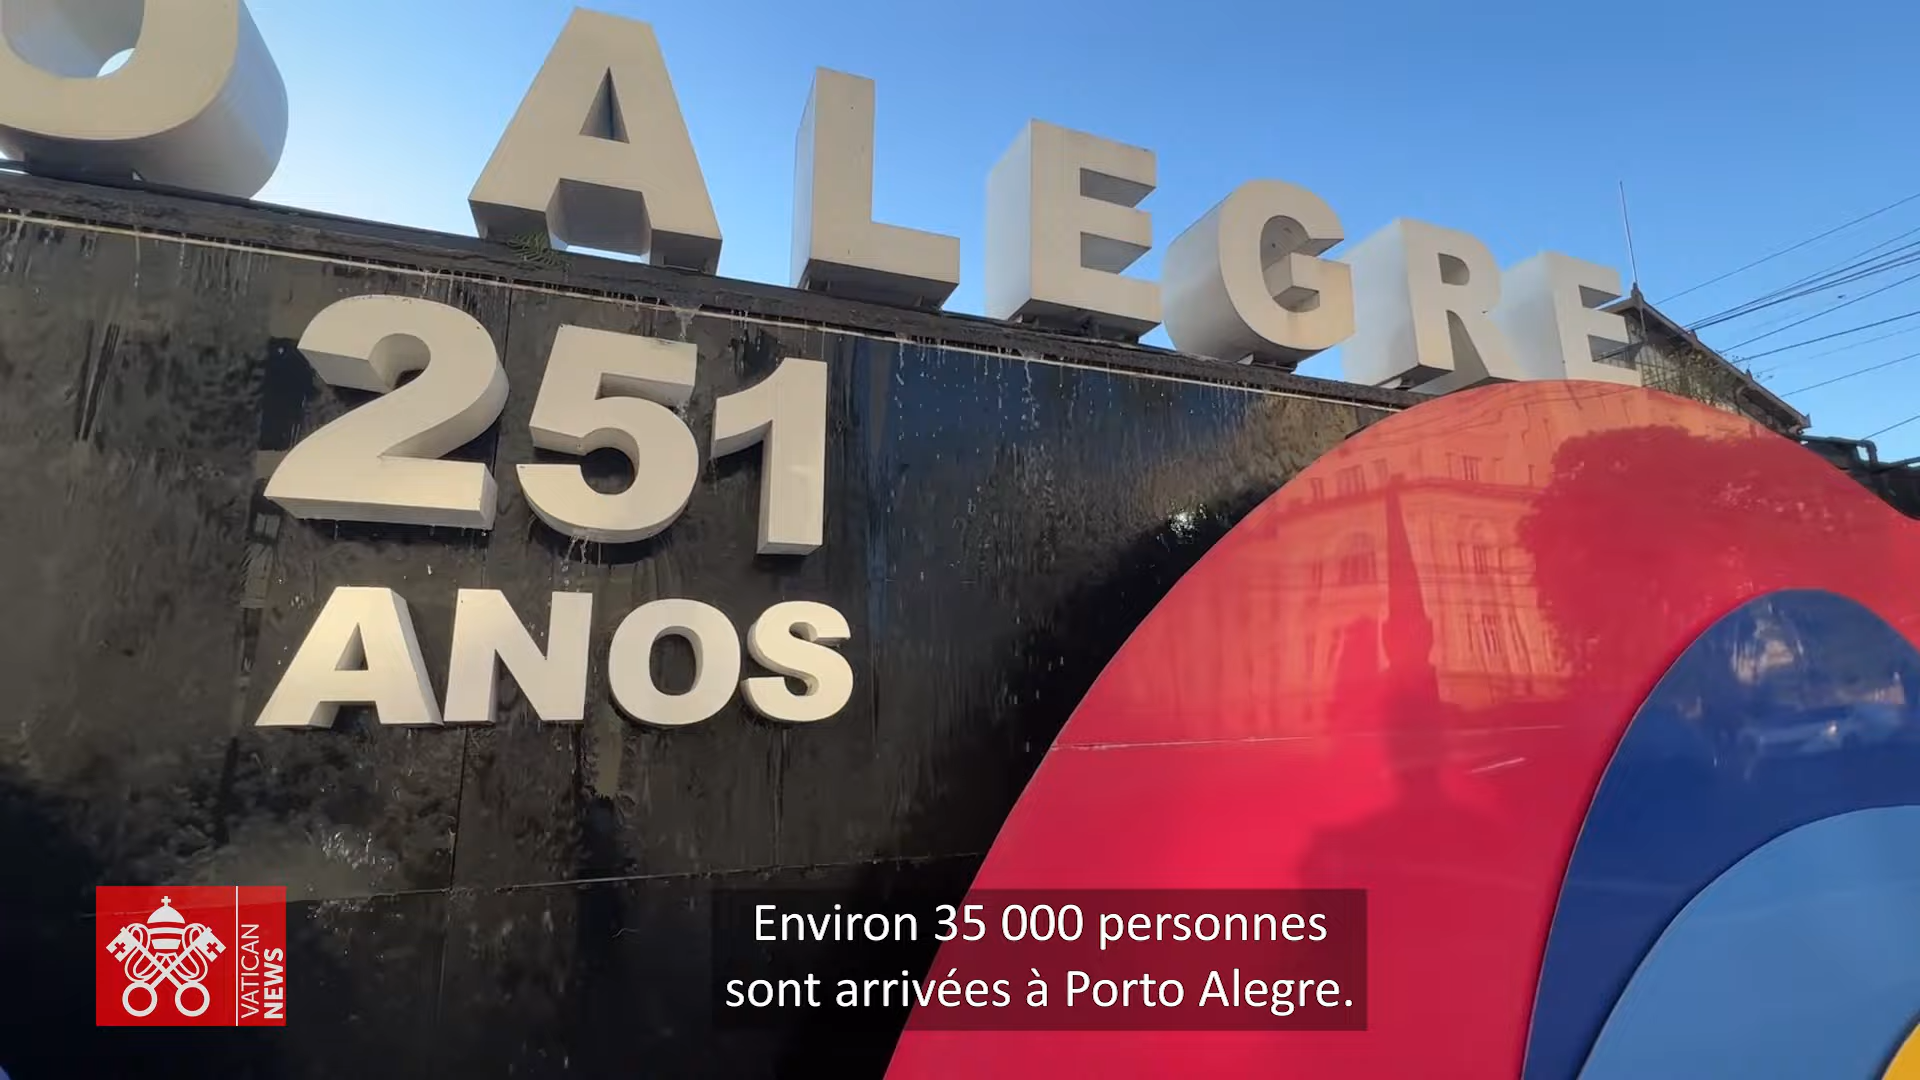 O ALEGRE
251
ANOS
VATICAN
NEWS
Environ 35 000 personnes
sont arrivées à Porto Alegre.